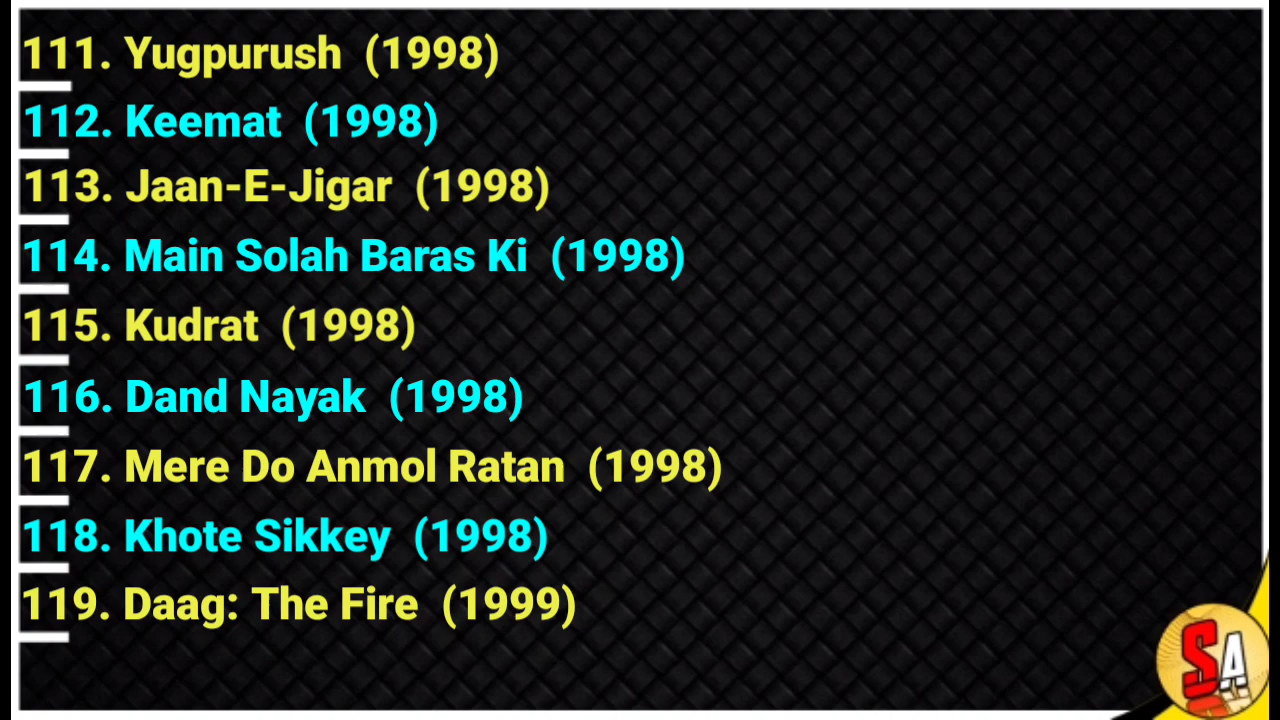 111. Yugpurush (1998)
112. Keemat (1998)
113. Jaan-E-Jigar (1998)
114. Main Solah Baras Ki (1998)
115. Kudrat (1998)
116. Dand Nayak (1998)
117. Mere Do Anmol Ratan (1998)
118. Khote Sikkey (1998)
119. Daag: The Fire (1999)
SA